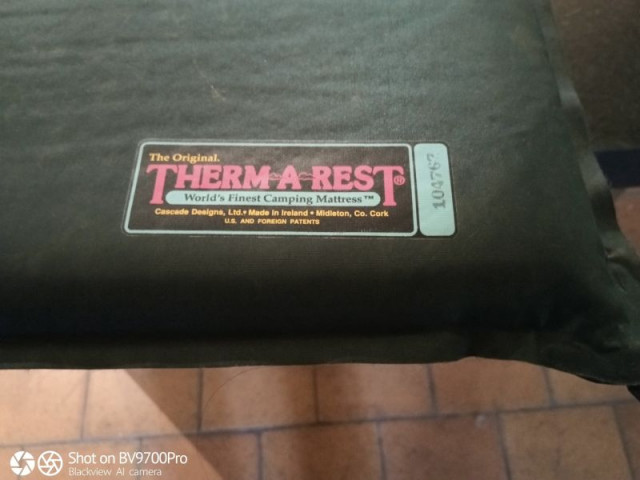 The Original.
THERM-A-REST®
World's Finest Camping Mattress™
Cascade Designs, Ltd. • Made in Ireland • Midleton, Co. Cork
U.S. AND FOREIGN PATENTS
104767
Shot on BV9700Pro
Blackview AI camera